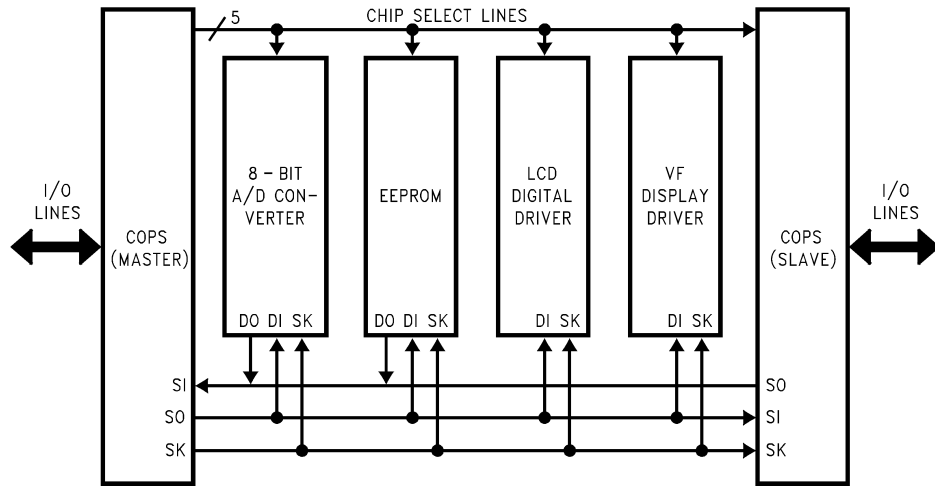 5
CHIP SELECT LINES
I/O
LINES
COPS
(MASTER)
8 – BIT
A/D CON–
VERTER
EEPROM
LCD
DIGITAL
DRIVER
VF
DISPLAY
DRIVER
COPS
(SLAVE)
I/O
LINES
DO DI SK
DO DI SK
DI SK
DI SK
SI
SO
SK
SO
SI
SK